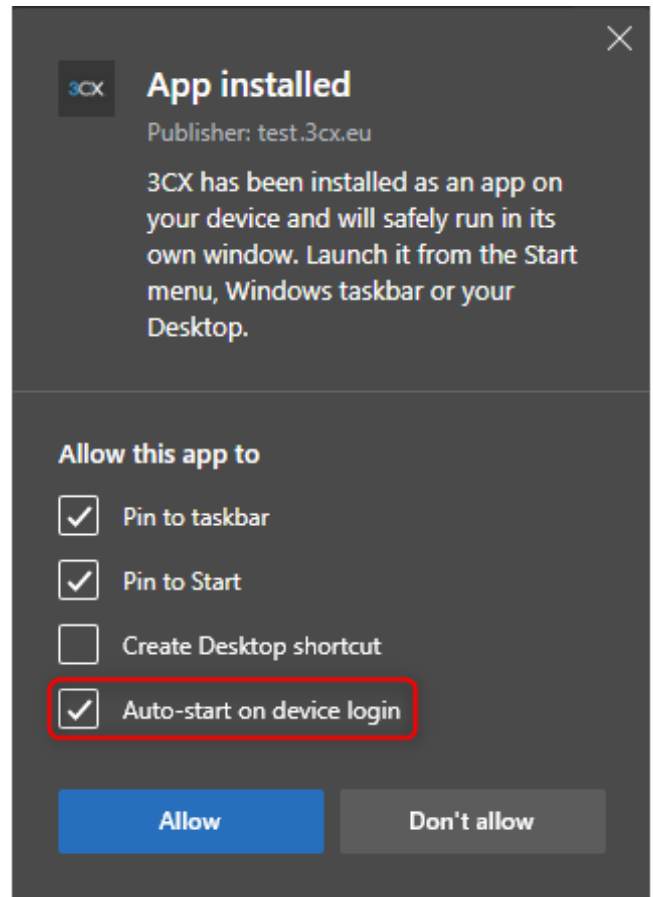 3CX
App installed
Publisher: test.3cx.eu
3CX has been installed as an app on
your device and will safely run in its
own window. Launch it from the Start
menu, Windows taskbar or your
Desktop.
Allow this app to
Pin to taskbar
Pin to Start
Create Desktop shortcut
Auto-start on device login
Allow
Don't allow